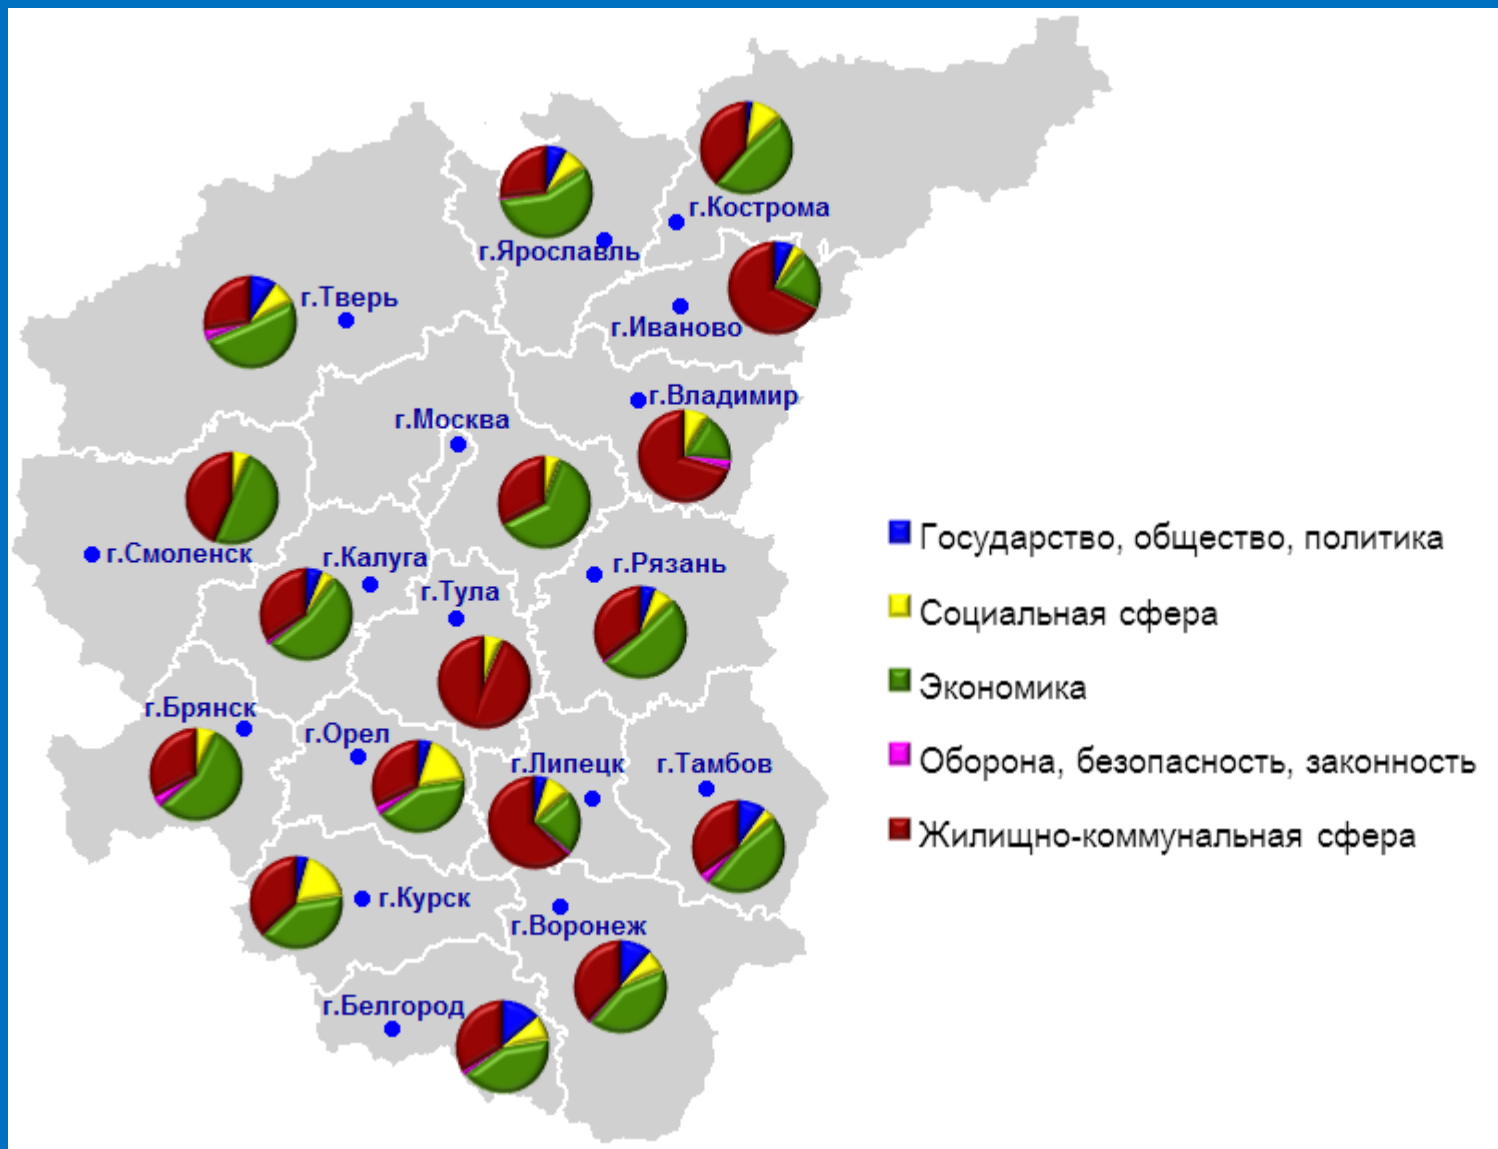 г.Кострома
г.Ярославль
г.Тверь
г.Иваново
г.Владимир
г.Москва
г.Смоленск
г.Калуга
г.Рязань
г.Тула
г.Брянск
г.Орел
г.Липецк
г.Тамбов
г.Курск
г.Воронеж
г.Белгород
Государство, общество, политика
Социальная сфера
Экономика
Оборона, безопасность, законность
Жилищно-коммунальная сфера